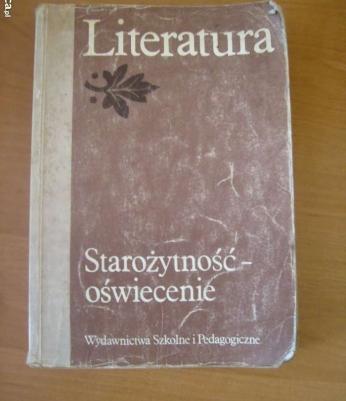 Literatura
Starożytność –
oświecenie
Wydawnictwa Szkolne i Pedagogiczne